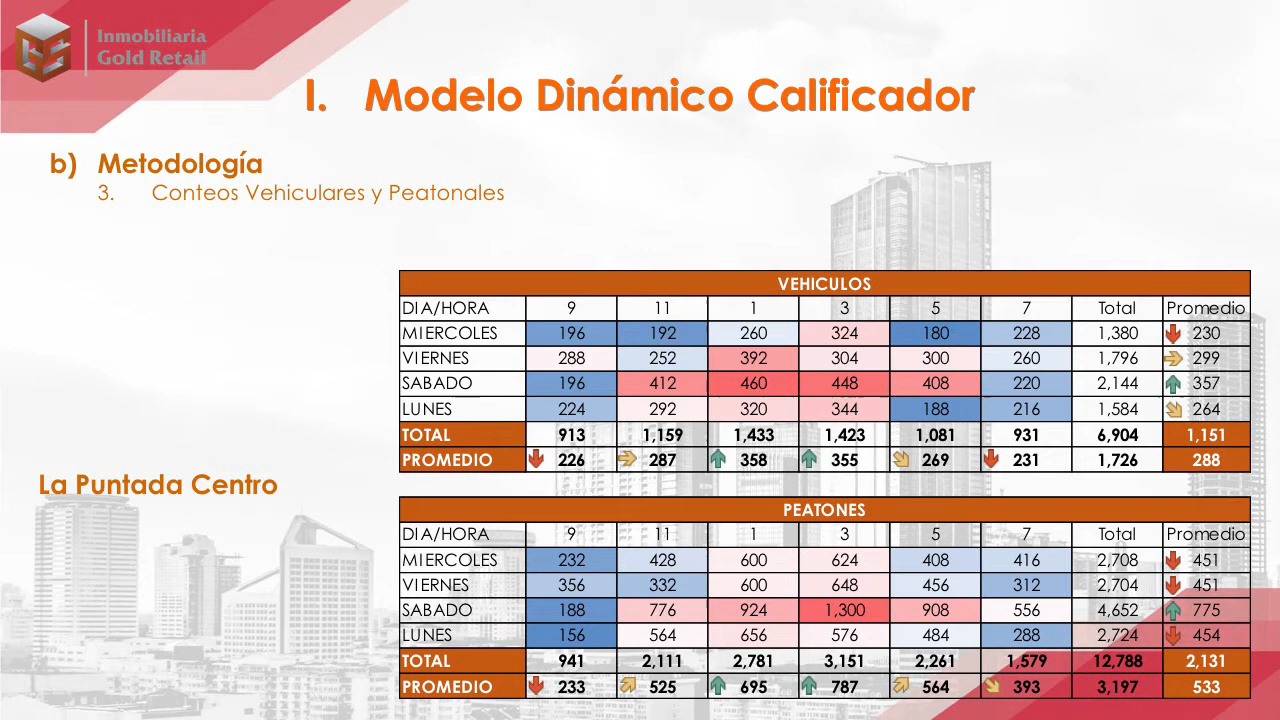 Inmobiliaria
Gold Retail
I. Modelo Dinámico Calificador
b) Metodología
3. Conteos Vehiculares y Peatonales
VEHICULOS
DIA/HORA 9 11 1 3 5 7 Total Promedio
MIERCOLES 196 192 260 324 180 228 1,380 230
VIERNES 288 252 392 304 300 260 1,796 299
SABADO 196 412 460 448 408 220 2,144 357
LUNES 224 292 320 344 188 216 1,584 264
TOTAL 913 1,159 1,433 1,423 1,081 931 6,904 1,151
PROMEDIO 226 287 358 355 269 231 1,726 288
La Puntada Centro
PEATONES
DIA/HORA 9 11 1 3 5 7 Total Promedio
MIERCOLES 232 428 600 624 408 416 2,708 451
VIERNES 356 332 600 648 456 312 2,704 451
SABADO 188 776 924 1,300 908 556 4,652 775
LUNES 156 564 656 576 484 288 2,724 454
TOTAL 941 2,111 2,781 3,151 2,261 1,579 12,788 2,131
PROMEDIO 233 525 695 787 564 393 3,197 533